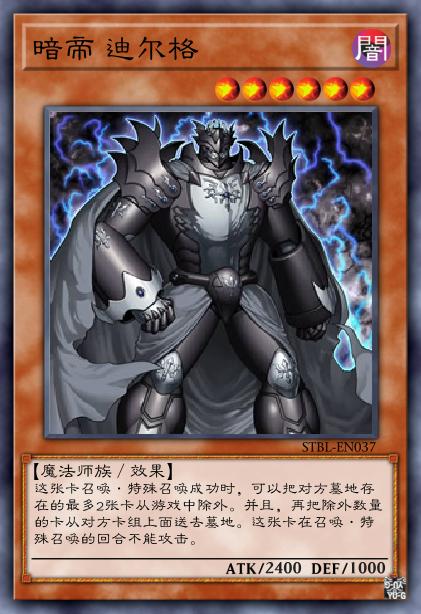 暗帝 迪尔格
闇
STBL-EN037
【魔法师族／效果】
这张卡召唤·特殊召唤成功时，可以把对方墓地存
在的最多2张卡从游戏中除外。并且，再把除外数量
的卡从对方卡组上面送去墓地。这张卡在召唤·特
殊召唤的回合不能攻击。
ATK/2400 DEF/1000